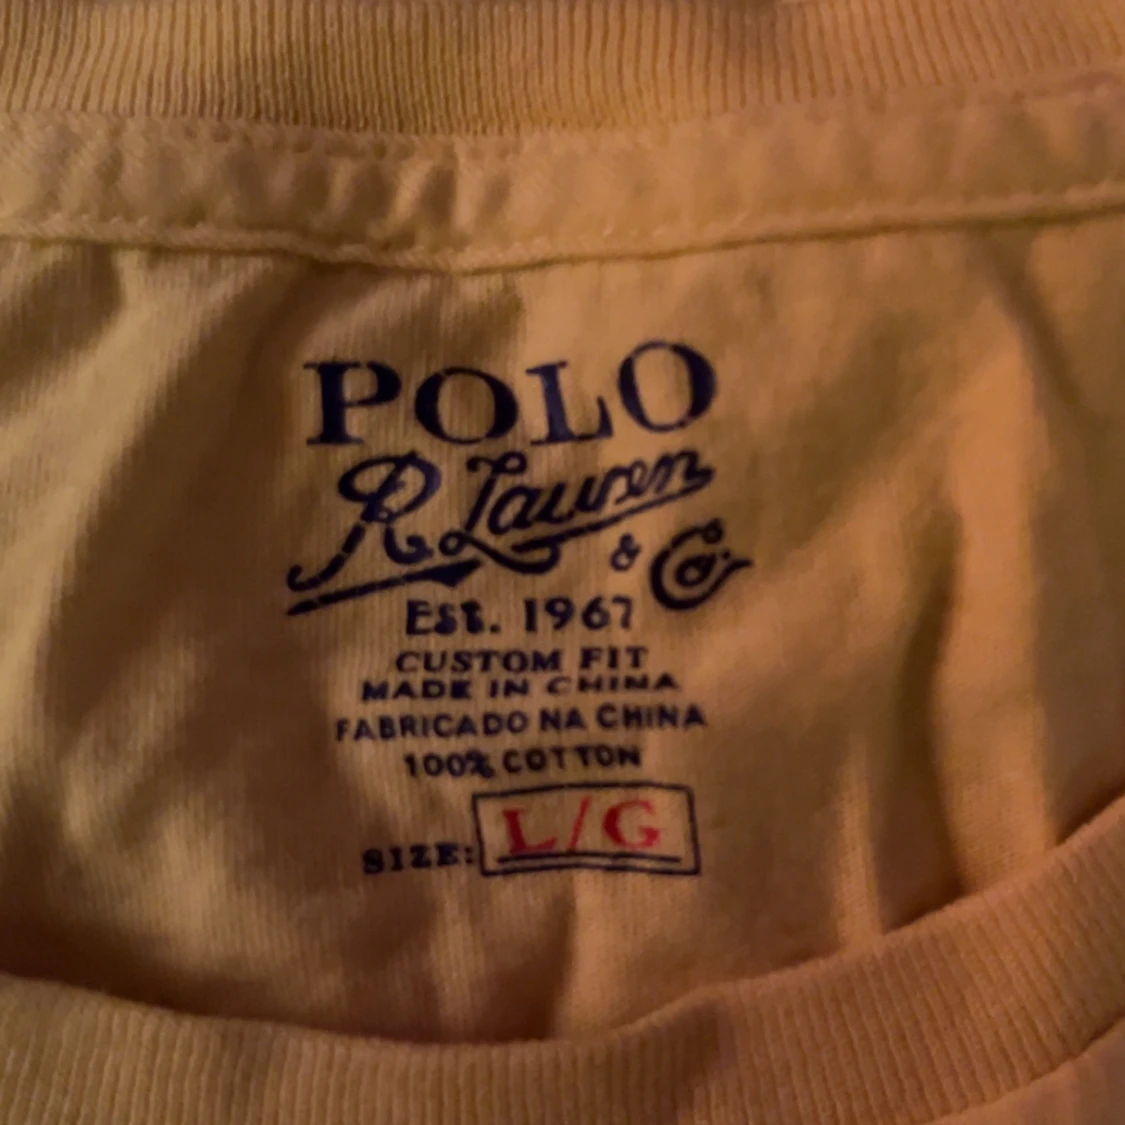 POLO
R Lauren
& Co
EST. 1967
CUSTOM FIT
MADE IN CHINA
FABRICADO NA CHINA
100% COTTON
SIZE: L/G